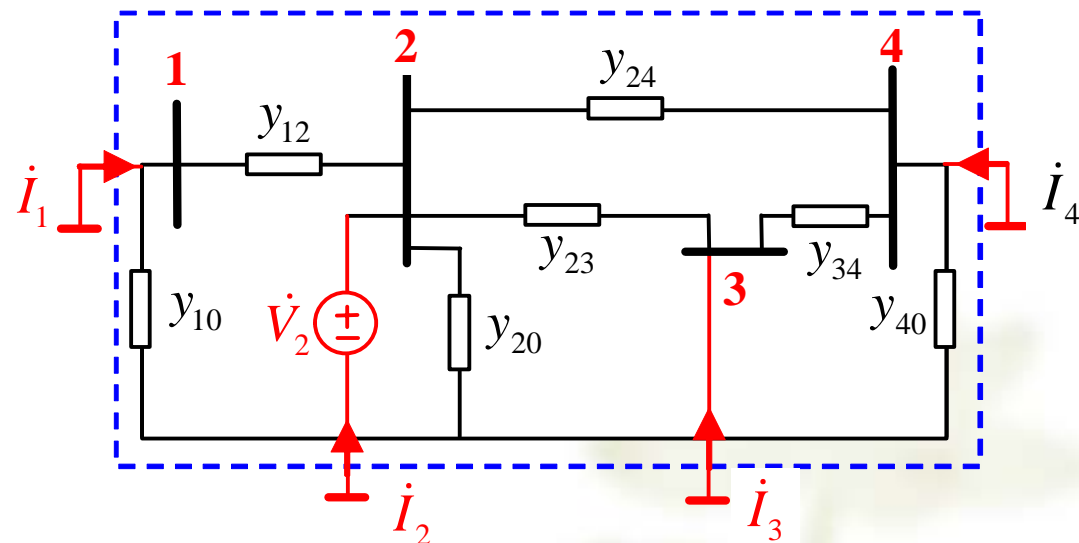 1
2
4
y₂₄
y₁₂
İ₁
İ₄
y₂₃
y₃₄
3
y₁₀
V̇₂
y₂₀
y₄₀
İ₂
İ₃